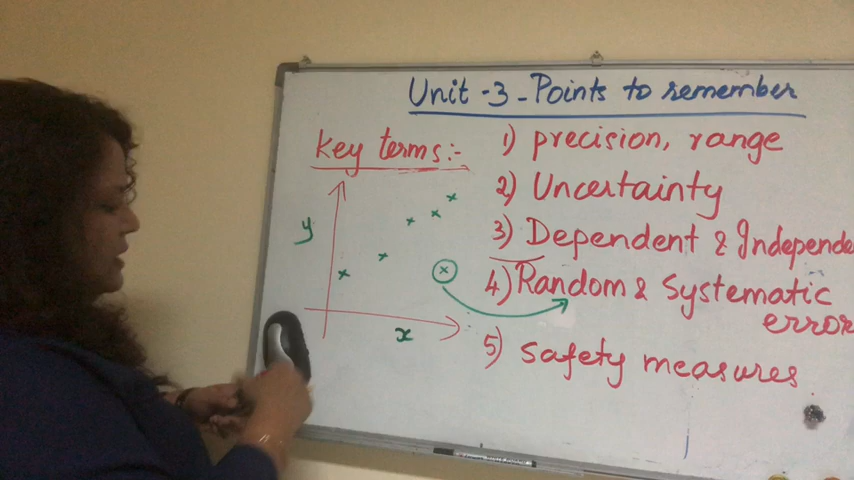 Unit -3 - Points to remember
Key terms:-
1) precision, range
2) Uncertainty
3) Dependent & Independe
4) Random & Systematic
error
5) safety measures
y
x